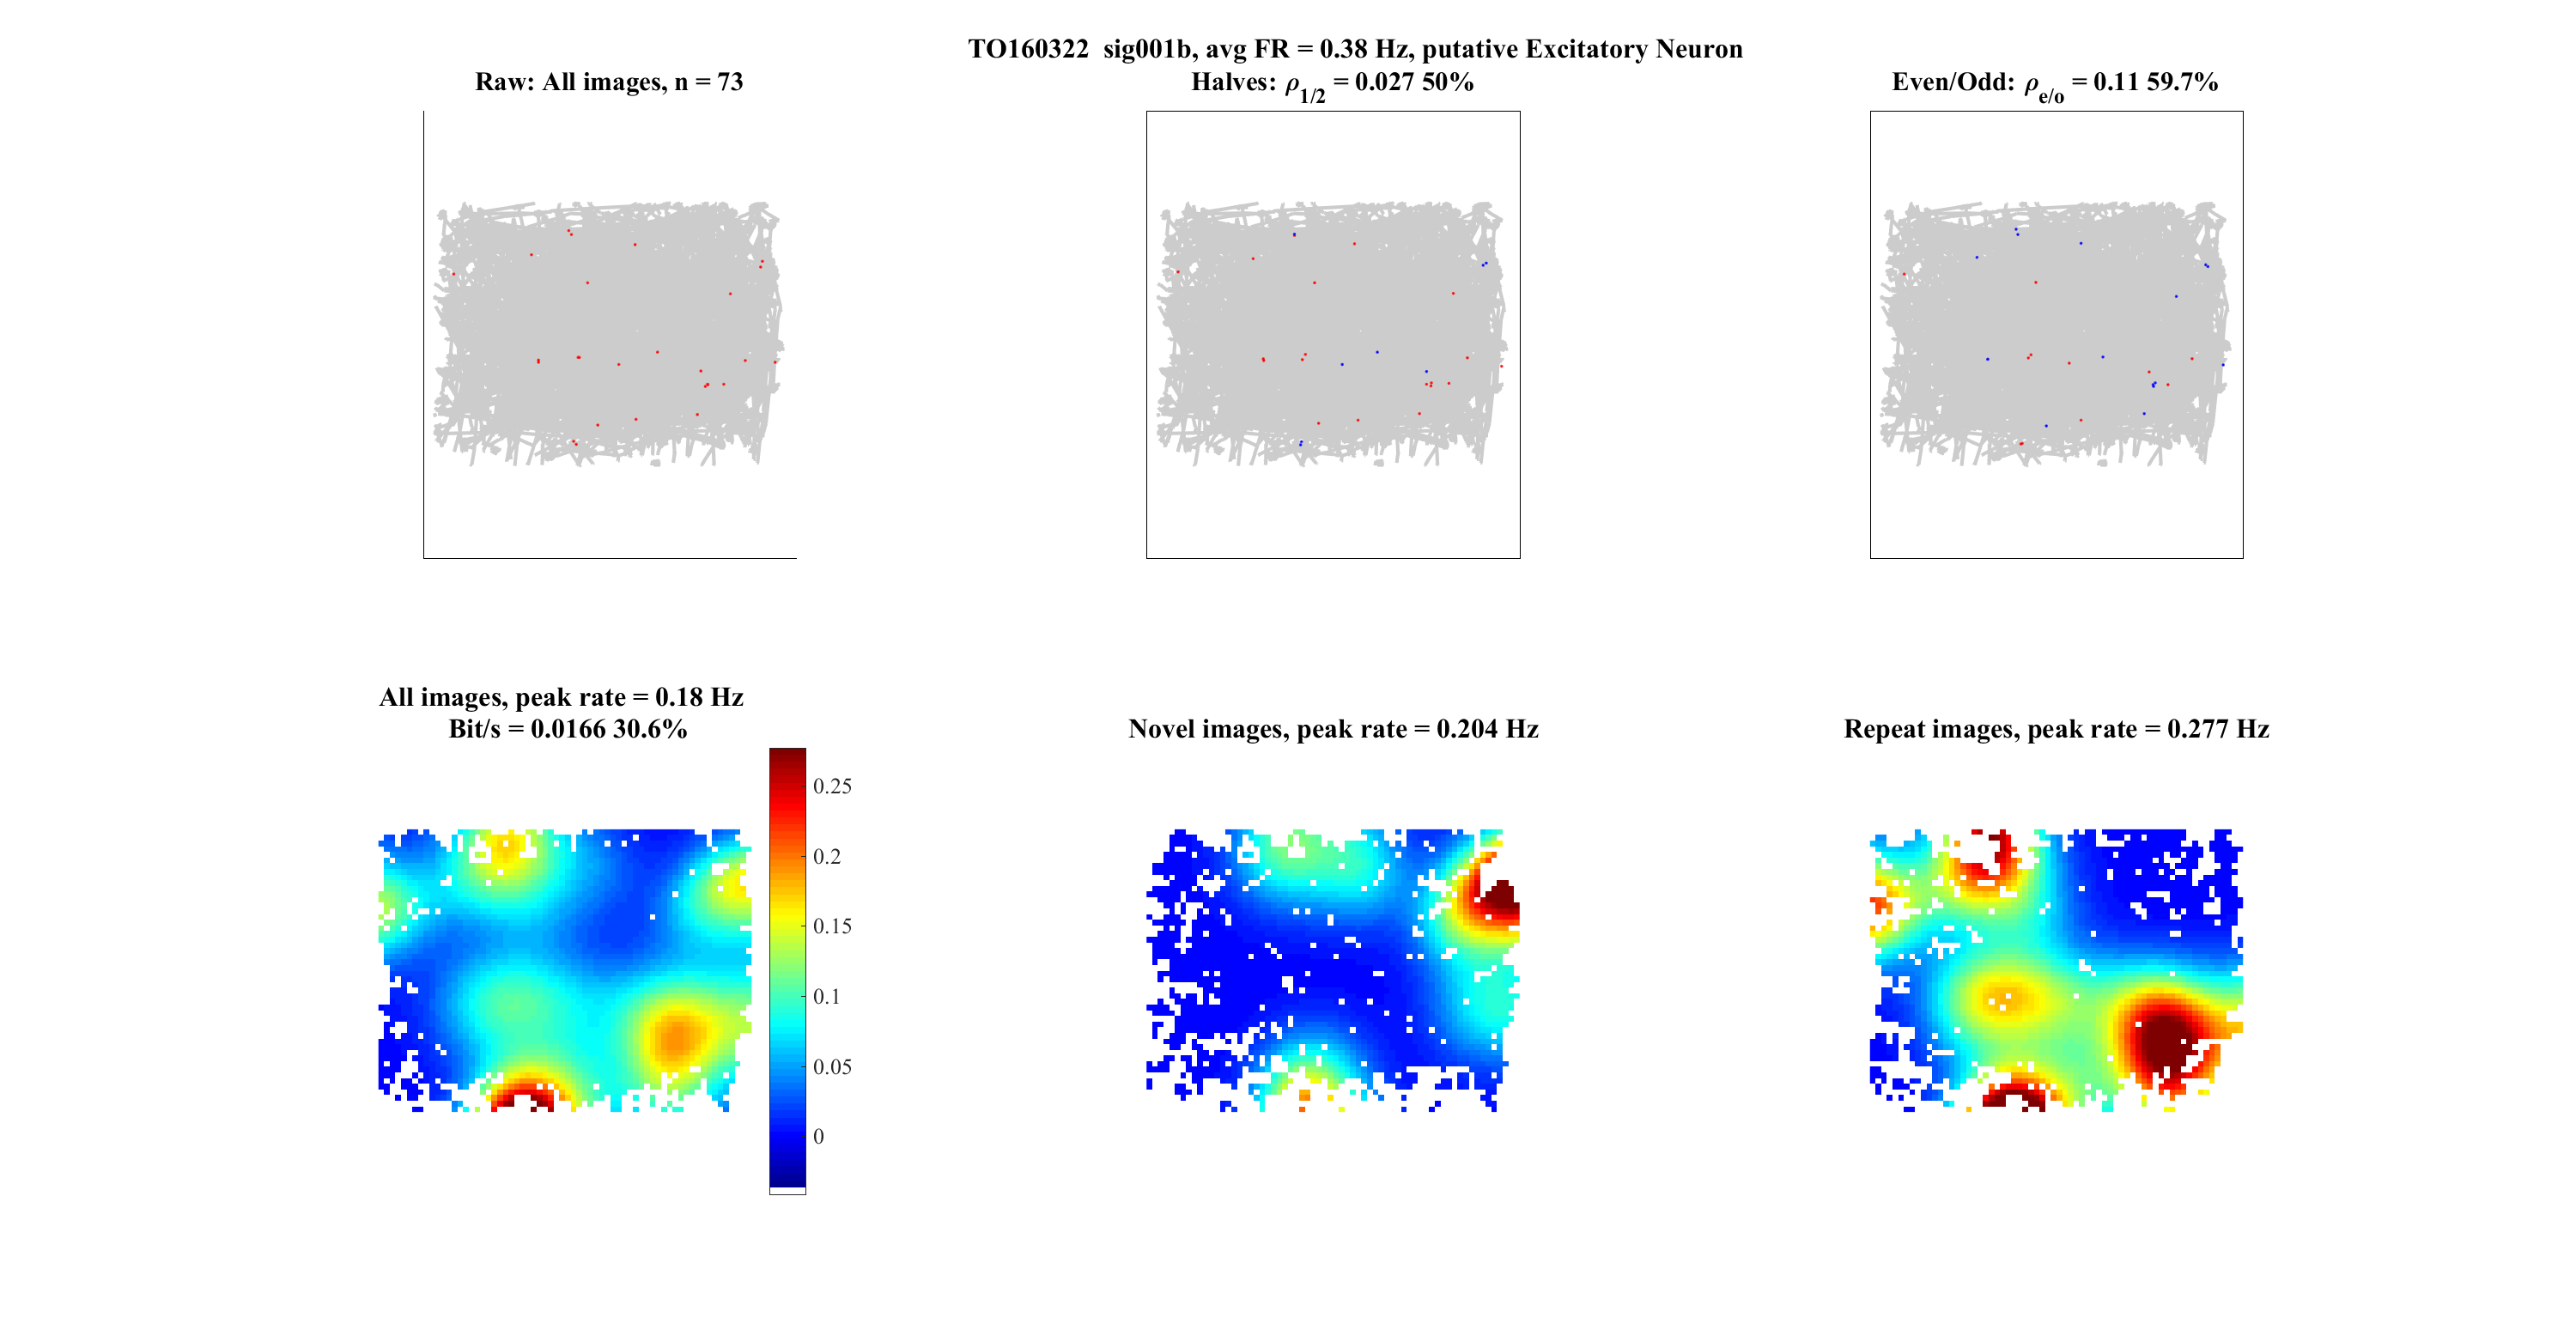 TO160322  sig001b, avg FR = 0.38 Hz, putative Excitatory Neuron
Raw: All images, n = 73
Halves: ρ1/2 = 0.027 50%
Even/Odd: ρe/o = 0.11 59.7%
All images, peak rate = 0.18 Hz
Bit/s = 0.0166 30.6%
Novel images, peak rate = 0.204 Hz
Repeat images, peak rate = 0.277 Hz
0.25
0.2
0.15
0.1
0.05
0